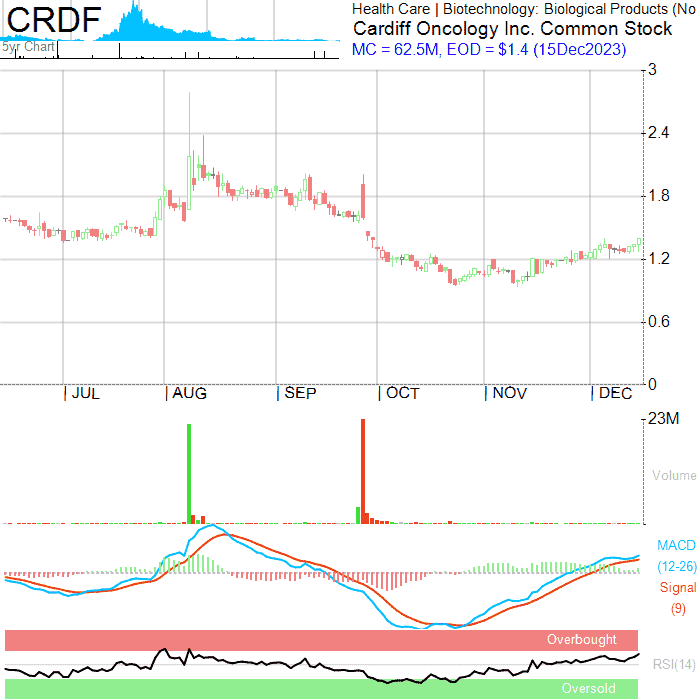 CRDF
5yr Chart
Health Care | Biotechnology: Biological Products (No
Cardiff Oncology Inc. Common Stock
MC = 62.5M, EOD = $1.4 (15Dec2023)
3
2.4
1.8
1.2
0.6
0
JUL AUG SEP OCT NOV DEC
23M
Volume
MACD
(12-26)
Signal
(9)
Overbought
RSI(14)
Oversold